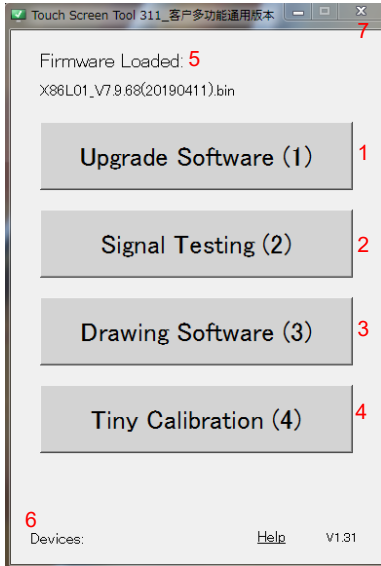 Touch Screen Tool 311_客户多功能通用版本
7
Firmware Loaded: 5
X86L01_V7.9.68(20190411).bin
Upgrade Software (1) 1
Signal Testing (2) 2
Drawing Software (3) 3
Tiny Calibration (4) 4
6
Devices: Help V1.31